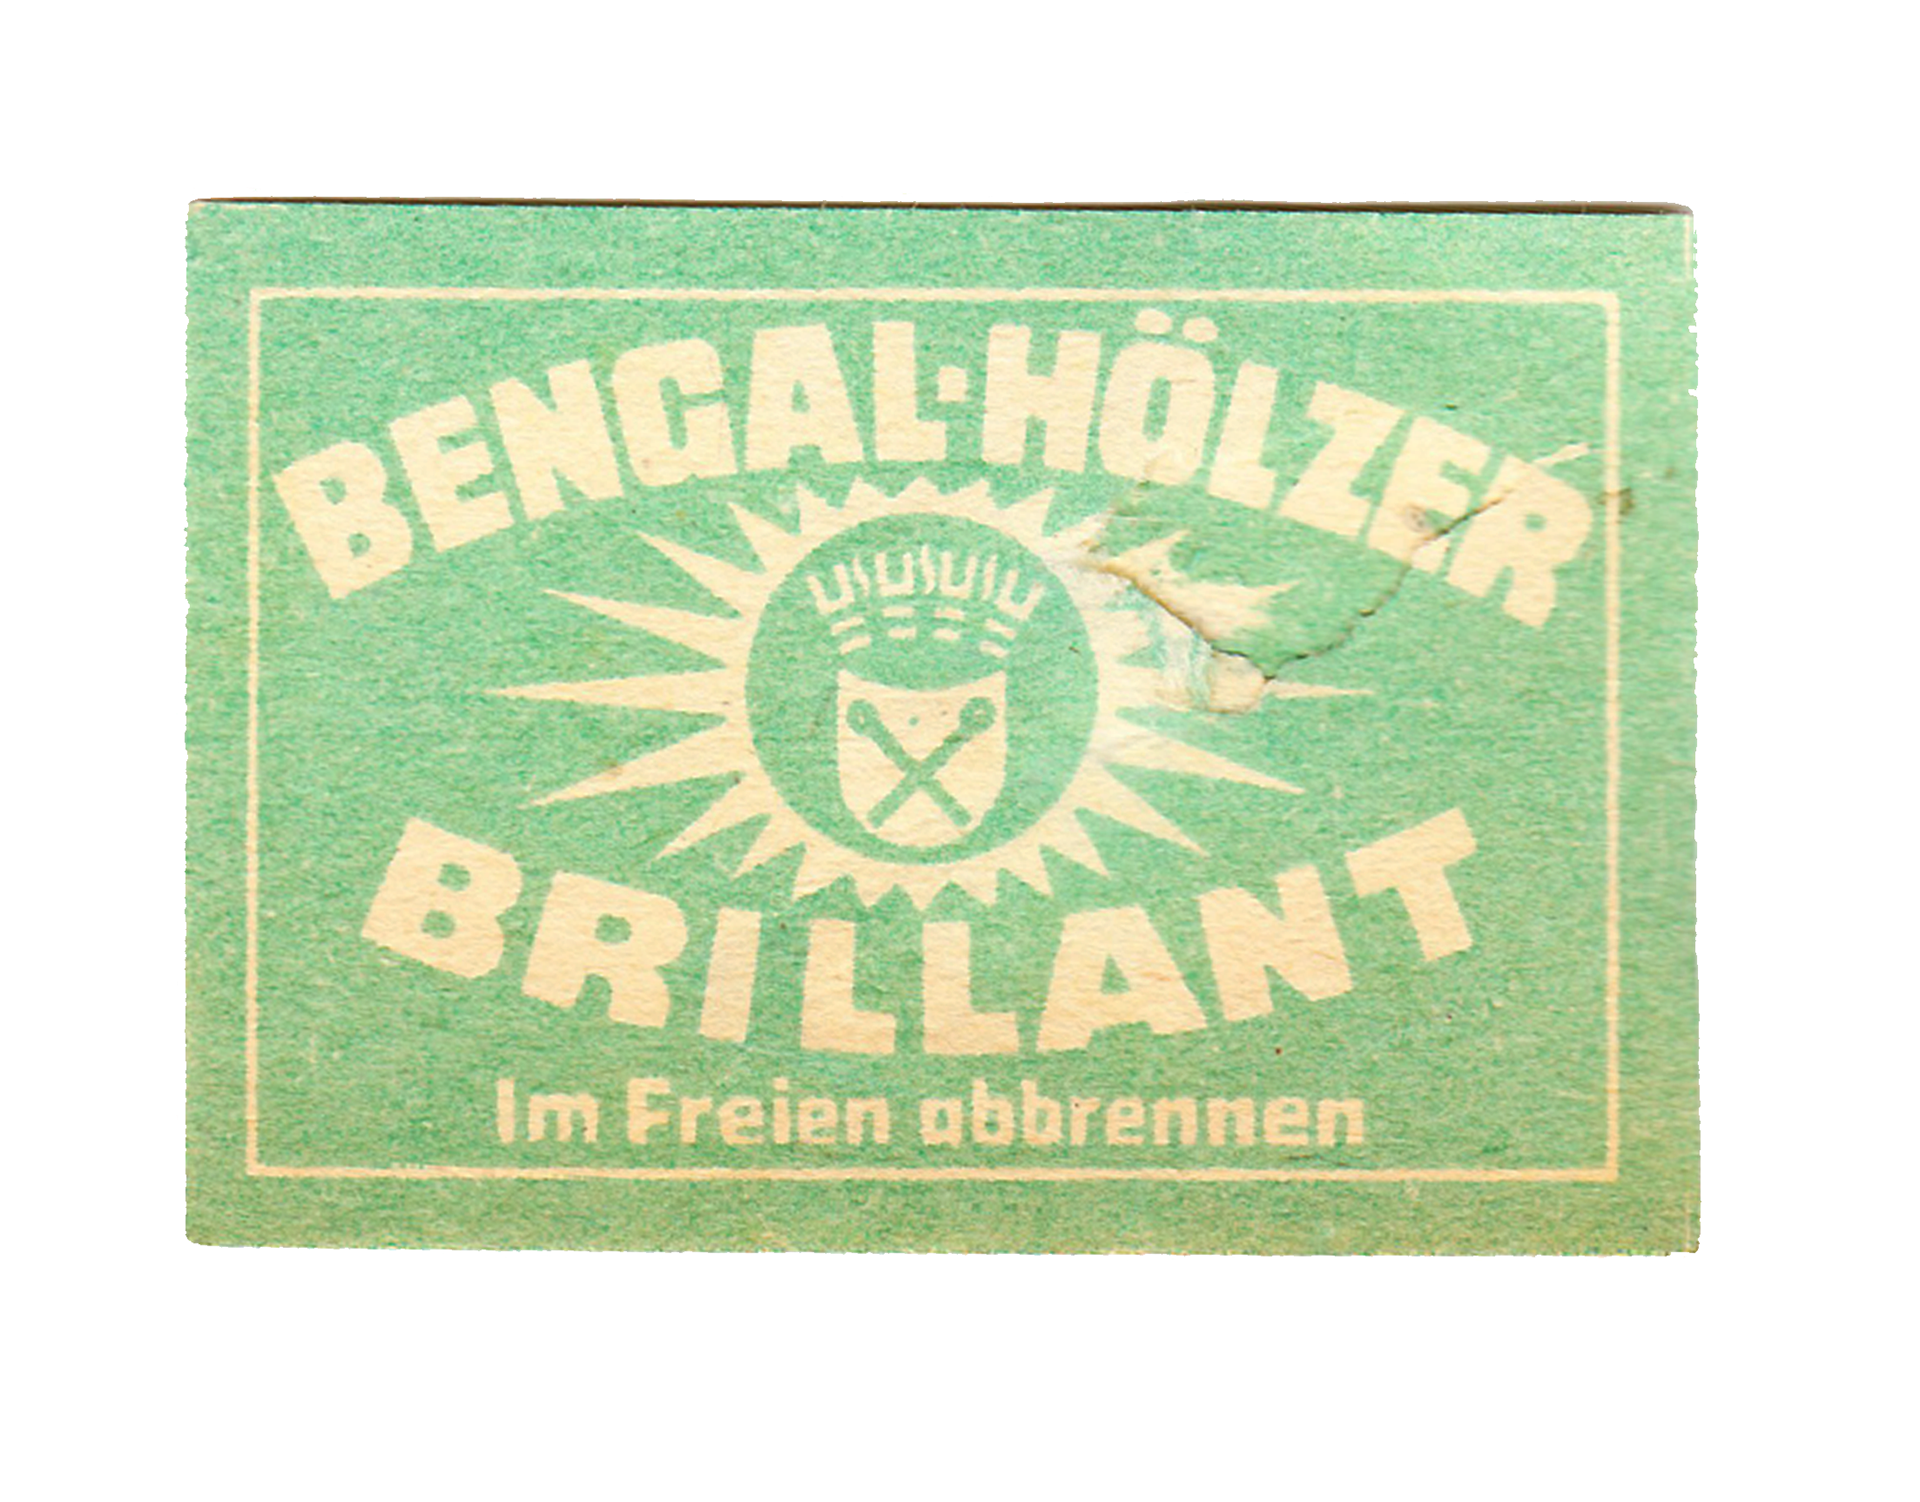 BENGAL·HÖLZER
BRILLANT
Im Freien abbrennen